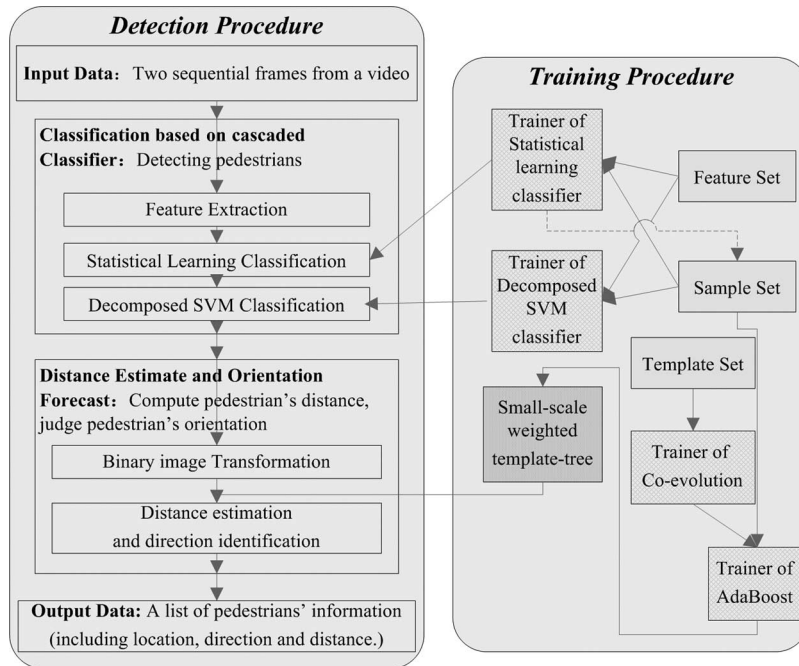 Detection Procedure
Input Data：Two sequential frames from a video
Classification based on cascaded
Classifier：Detecting pedestrians
Feature Extraction
Statistical Learning Classification
Decomposed SVM Classification
Distance Estimate and Orientation
Forecast：Compute pedestrian's distance,
judge pedestrian's orientation
Binary image Transformation
Distance estimation
and direction identification
Output Data: A list of pedestrians' information
(including location, direction and distance.)
Training Procedure
Trainer of
Statistical
learning
classifier
Feature Set
Trainer of
Decomposed
SVM
classifier
Sample Set
Template Set
Small-scale
weighted
template-tree
Trainer of
Co-evolution
Trainer of
AdaBoost